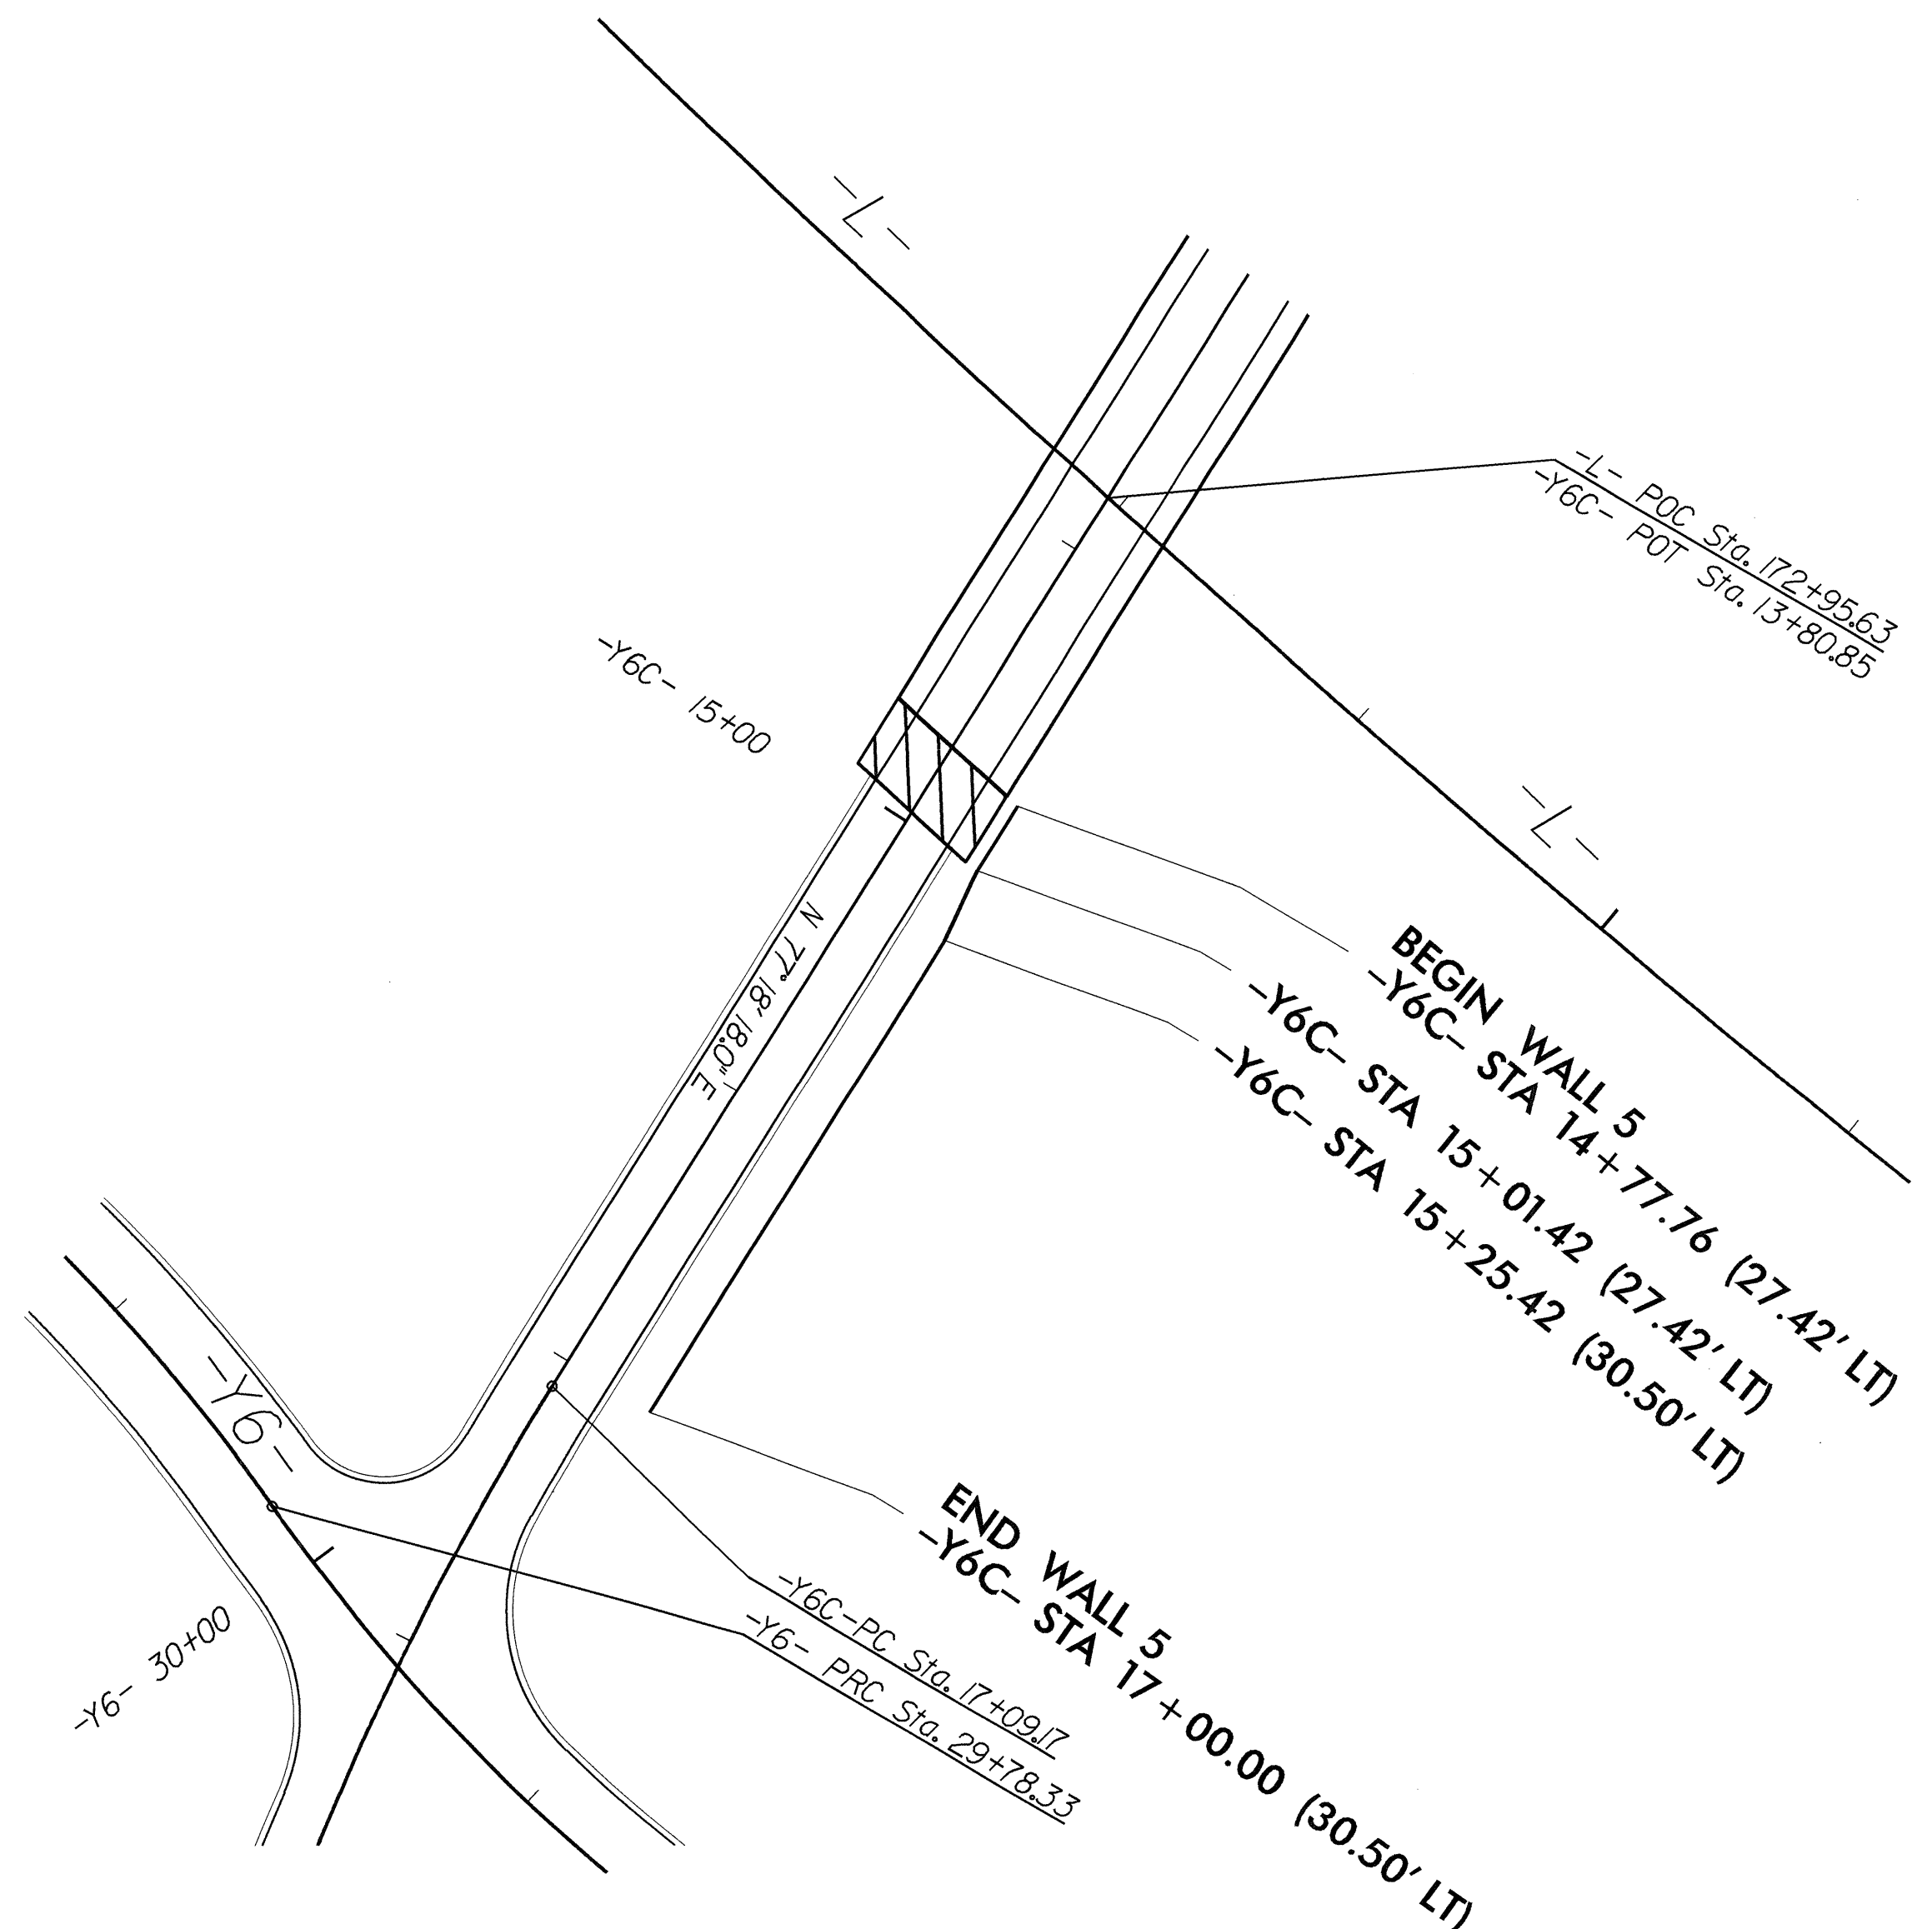 -L-
-L- POC Sta. 172+95.63
-Y6C- POT Sta. 13+80.85
-Y6C- 15+00
-L-
N 77°18'18.0" E
BEGIN WALL 5
-Y6C- STA 14+77.76 (27.42' LT)
-Y6C- STA 15+01.42 (27.42' LT)
-Y6C- STA 15+25.42 (30.50' LT)
-Y6-
END WALL 5
-Y6C- STA 17+00.00 (30.50' LT)
-Y6C-PC Sta. 17+09.17
-Y6- PRC Sta. 29+78.33
-Y6- 30+00